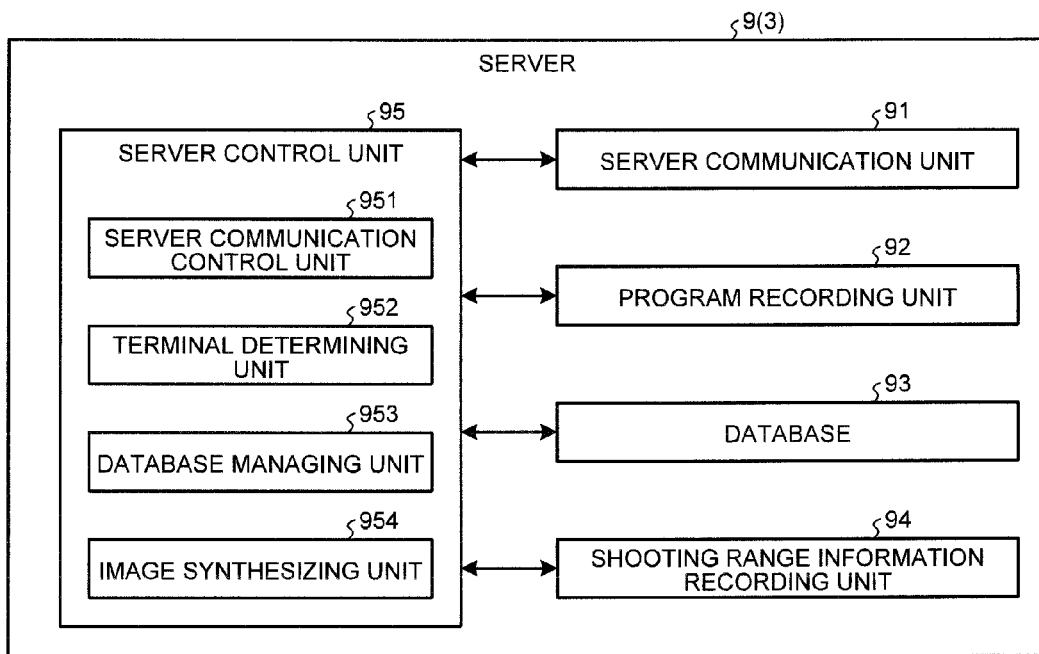 9(3)
SERVER
95
SERVER CONTROL UNIT
951
SERVER COMMUNICATION
CONTROL UNIT
952
TERMINAL DETERMINING
UNIT
953
DATABASE MANAGING UNIT
954
IMAGE SYNTHESIZING UNIT
91
SERVER COMMUNICATION UNIT
92
PROGRAM RECORDING UNIT
93
DATABASE
94
SHOOTING RANGE INFORMATION
RECORDING UNIT